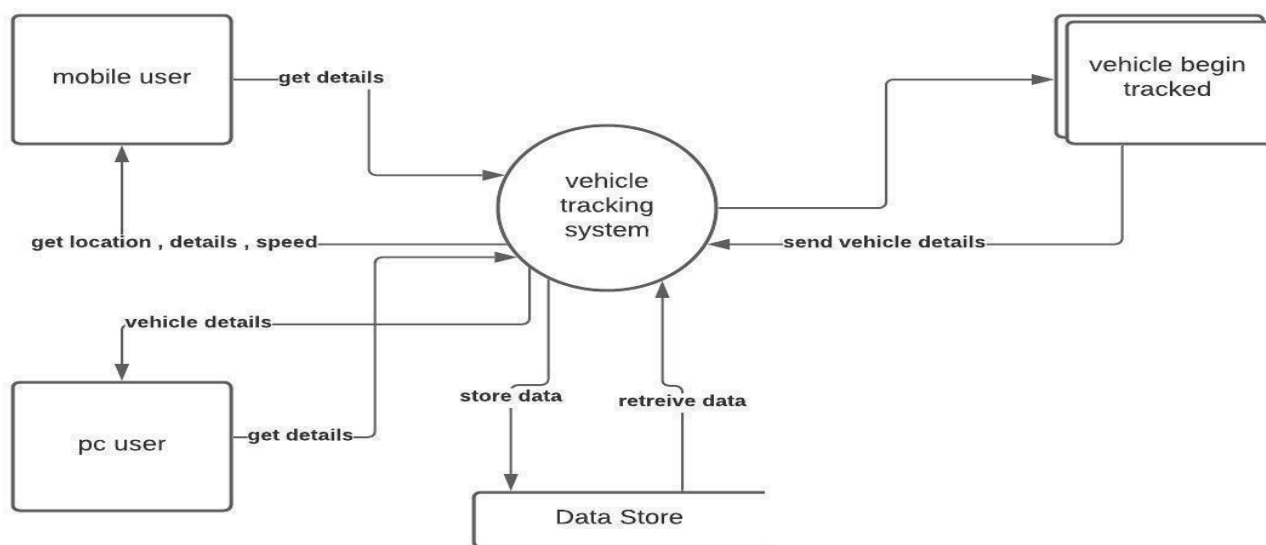 mobile user
get details
vehicle begin
tracked
vehicle
tracking
system
get location , details , speed
send vehicle details
vehicle details
store data
retreive data
pc user
get details
Data Store